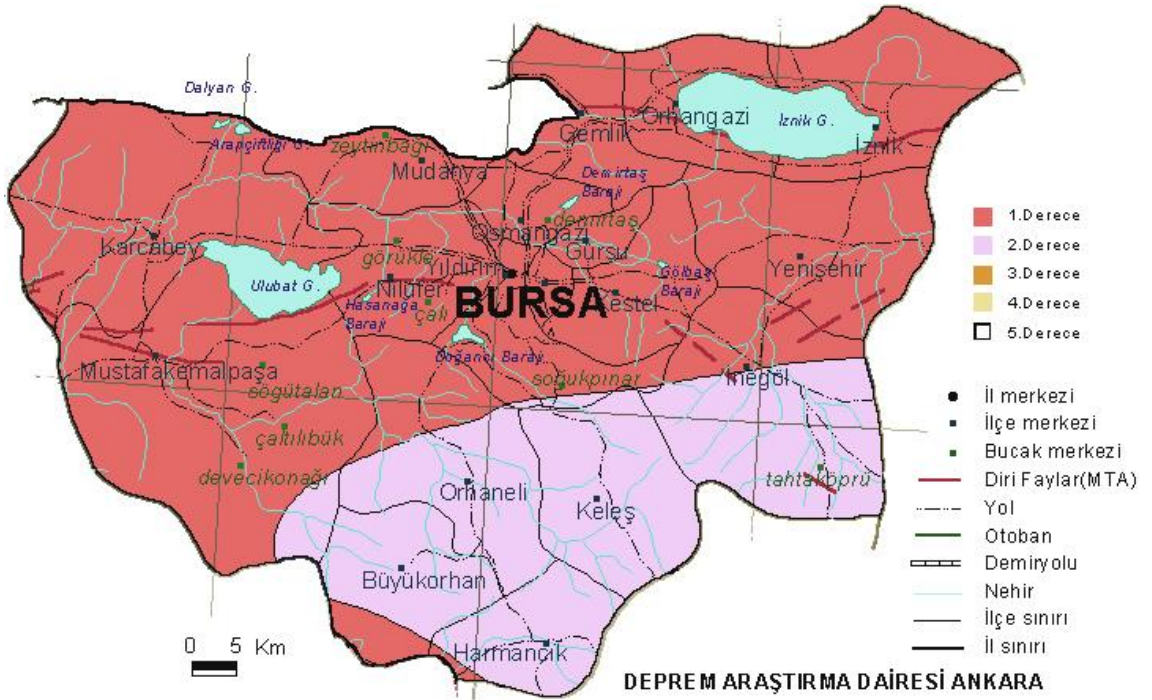 Dalyan G.
Arapçiftliği G.
zeytinbağı
Mudanya
Gemlik
Orhangazi
İznik G.
İznik
Demirtaş
Barajı
demirtaş
Osmangazi
Gürsu
Karcabey
görükle
Yıldırım
Ulubat G.
Nilüfer
Hasanağa
Barajı
çalı
BURSA
Kestel
Gölbaş
Barajı
Yenişehir
Doğancı Barajı
Mustafakemalpaşa
söğütalan
soğukpınar
İnegöl
çaltılıbük
devecikonağı
Orhaneli
Keleş
tahtaköprü
Büyükorhan
Harmancık
1.Derece
2.Derece
3.Derece
4.Derece
5.Derece
İl merkezi
İlçe merkezi
Bucak merkezi
Diri Faylar(MTA)
Yol
Otoban
Demiryolu
Nehir
İlçe sınırı
İl sınırı
0 5 Km
DEPREM ARAŞTIRMA DAİRESİ ANKARA